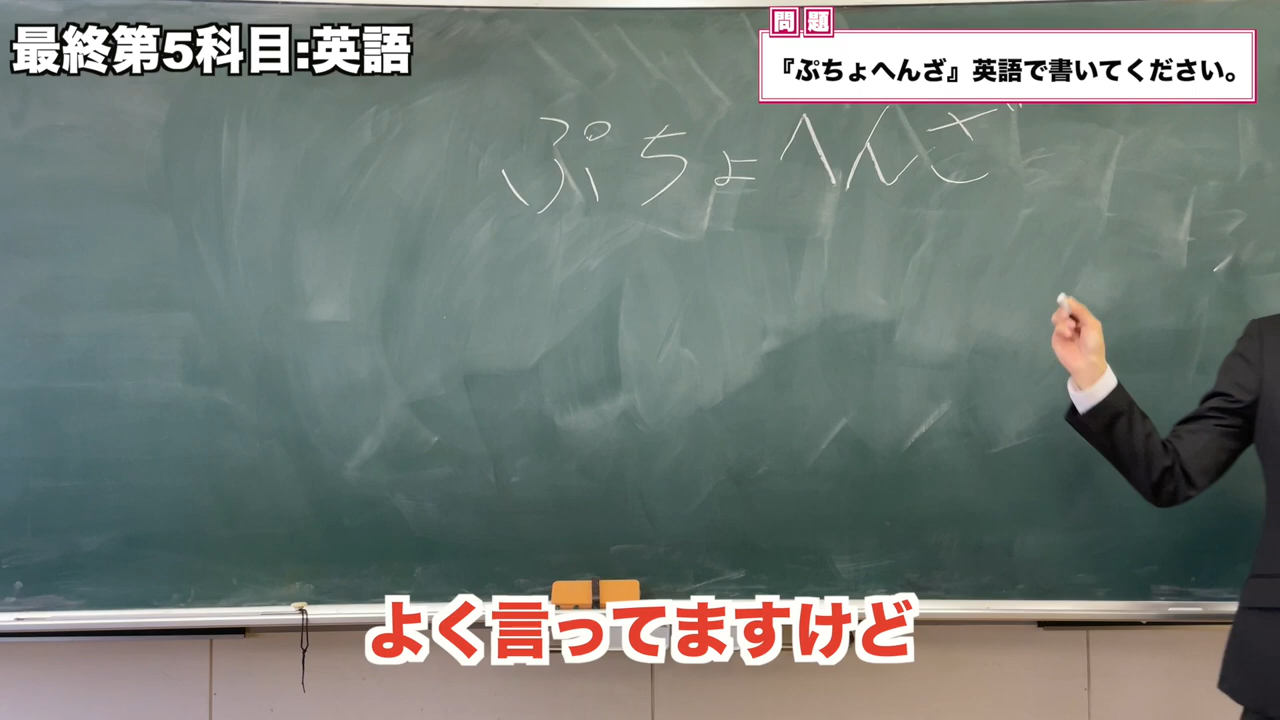 最終第5科目:英語
問題
『ぷちょへんざ』英語で書いてください。
ぷちょへんざ
よく言ってますけど